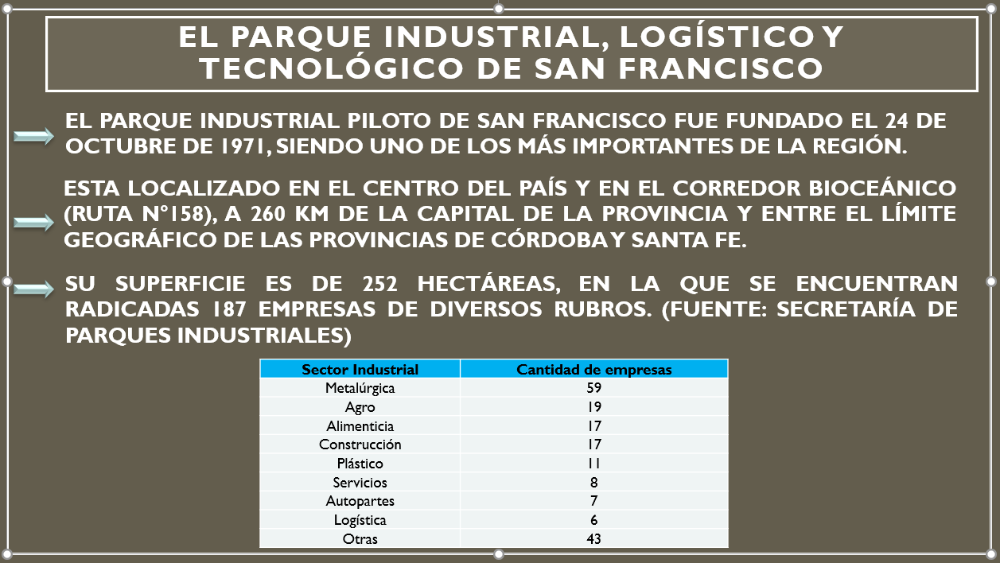 EL PARQUE INDUSTRIAL, LOGÍSTICO Y
TECNOLÓGICO DE SAN FRANCISCO
EL PARQUE INDUSTRIAL PILOTO DE SAN FRANCISCO FUE FUNDADO EL 24 DE
OCTUBRE DE 1971, SIENDO UNO DE LOS MÁS IMPORTANTES DE LA REGIÓN.
ESTA LOCALIZADO EN EL CENTRO DEL PAÍS Y EN EL CORREDOR BIOCEÁNICO
(RUTA Nº158), A 260 KM DE LA CAPITAL DE LA PROVINCIA Y ENTRE EL LÍMITE
GEOGRÁFICO DE LAS PROVINCIAS DE CÓRDOBA Y SANTA FE.
SU SUPERFICIE ES DE 252 HECTÁREAS, EN LA QUE SE ENCUENTRAN
RADICADAS 187 EMPRESAS DE DIVERSOS RUBROS. (FUENTE: SECRETARÍA DE
PARQUES INDUSTRIALES)
Sector Industrial Cantidad de empresas
Metalúrgica 59
Agro 19
Alimenticia 17
Construcción 17
Plástico 11
Servicios 8
Autopartes 7
Logística 6
Otras 43